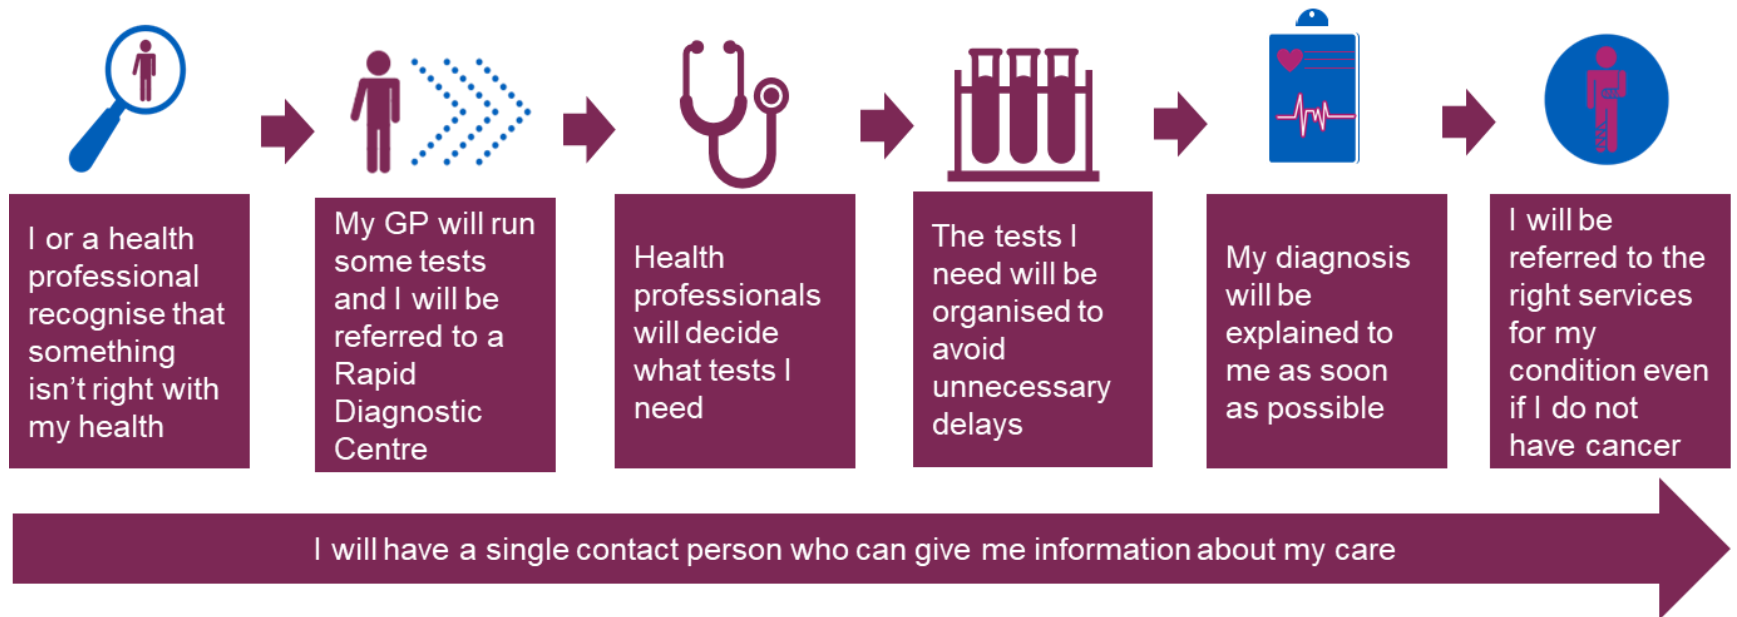 I or a health
professional
recognise that
something
isn't right with
my health
My GP will run
some tests
and I will be
referred to a
Rapid
Diagnostic
Centre
Health
professionals
will decide
what tests I
need
The tests I
need will be
organised to
avoid
unnecessary
delays
My diagnosis
will be
explained to
me as soon
as possible
I will be
referred to the
right services
for my
condition even
if I do not
have cancer
I will have a single contact person who can give me information about my care